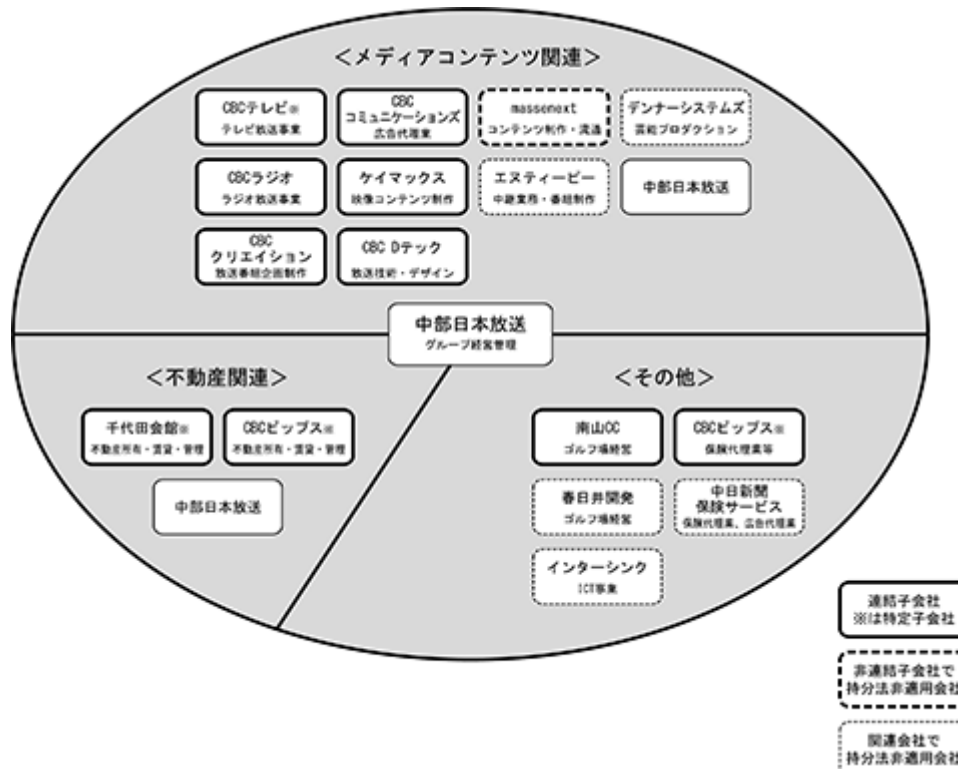 ＜メディアコンテンツ関連＞
CBCテレビ※
テレビ放送事業
CBC
コミュニケーションズ
広告代理業
massenext
コンテンツ制作・流通
テンナーシステムズ
芸能プロダクション
CBCラジオ
ラジオ放送事業
ケイマックス
映像コンテンツ制作
エヌティーピー
中継業務・番組制作
中部日本放送
CBC
クリエイション
放送番組企画制作
CBC Dテック
放送技術・デザイン
中部日本放送
グループ経営管理
＜不動産関連＞
千代田会館※
不動産所有・賃貸・管理
CBCビップス※
不動産所有・賃貸・管理
中部日本放送
＜その他＞
南山CC
ゴルフ場経営
CBCビップス※
保険代理業等
春日井開発
ゴルフ場経営
中日新聞
保険サービス
保険代理業、広告代理業
インターシンク
ICT事業
連結子会社
※は特定子会社
非連結子会社で
持分法非適用会社
関連会社で
持分法非適用会社